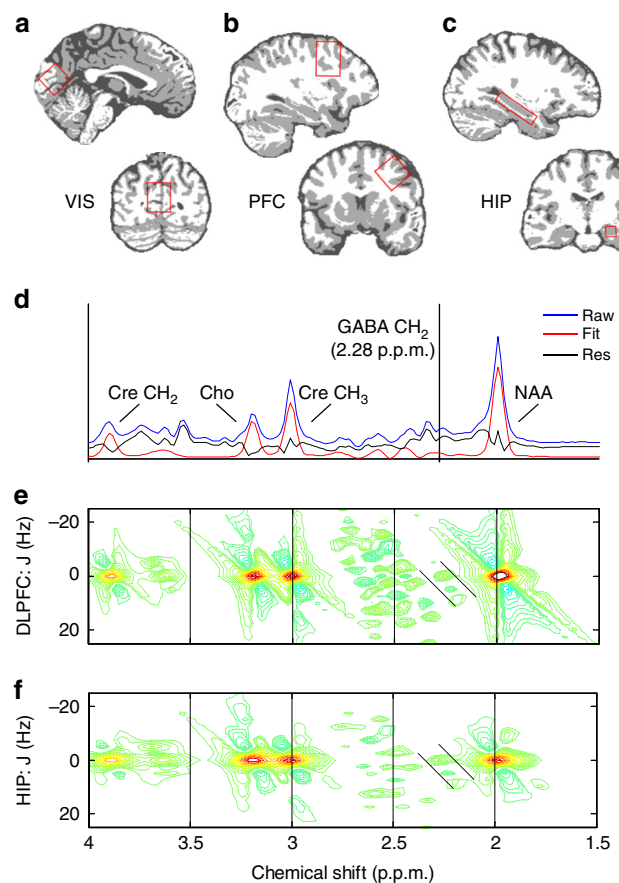 a
b
c
VIS
PFC
HIP
d
GABA CH₂
(2.28 p.p.m.)
Raw
Fit
Res
Cre CH₂
Cho
Cre CH₃
NAA
e
DLPFC: J (Hz)
–20
0
20
f
HIP: J (Hz)
–20
0
20
4
3.5
3
2.5
2
1.5
Chemical shift (p.p.m.)